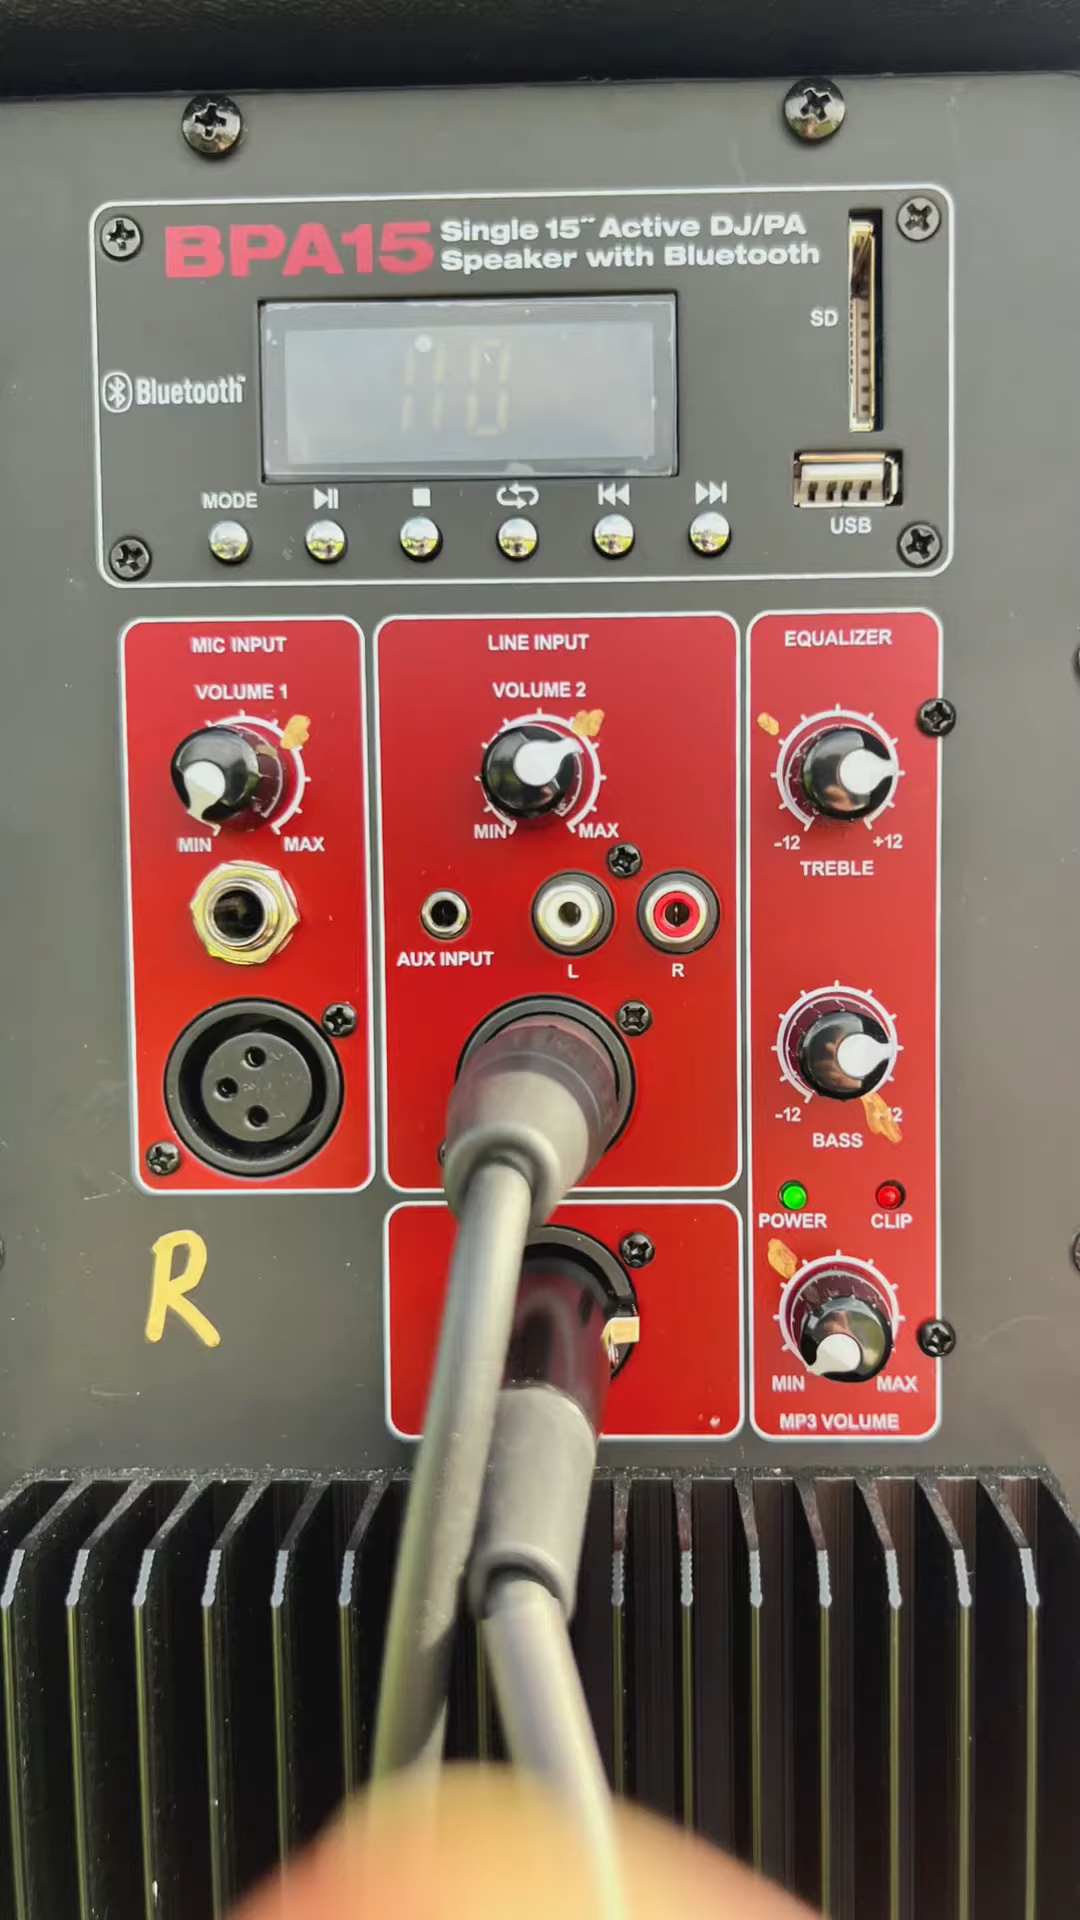 BPA15 Single 15" Active DJ/PA
Speaker with Bluetooth
SD
Bluetooth
USB
MODE
MIC INPUT
VOLUME 1
MIN MAX
LINE INPUT
VOLUME 2
MIN MAX
AUX INPUT
L R
EQUALIZER
-12 +12
TREBLE
-12 +12
BASS
POWER CLIP
MIN MAX
MP3 VOLUME
R